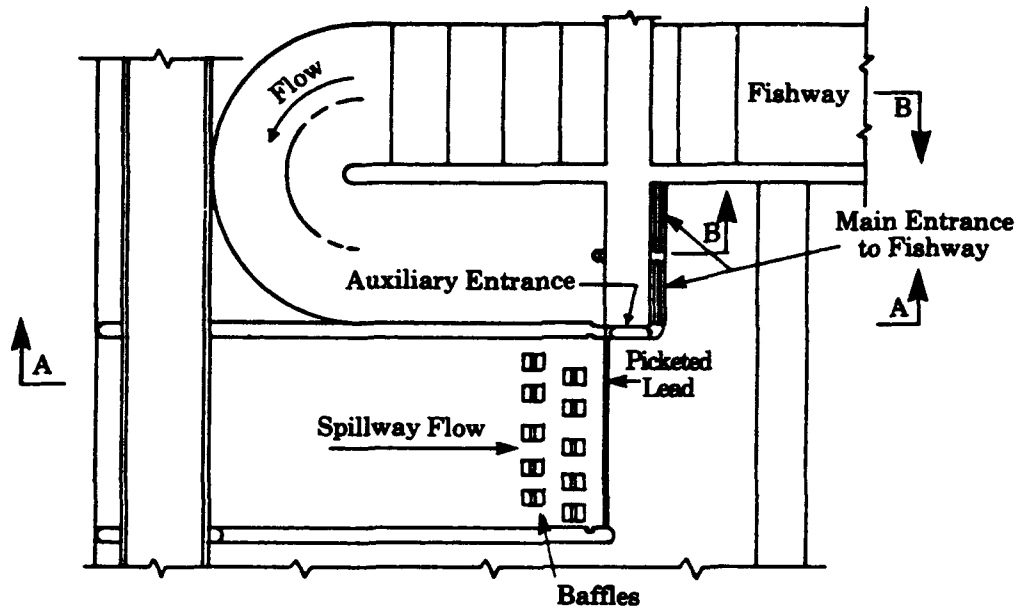 Flow
Fishway
B
B
Main Entrance
to Fishway
Auxiliary Entrance
A
A
Picketed
Lead
Spillway Flow
Baffles